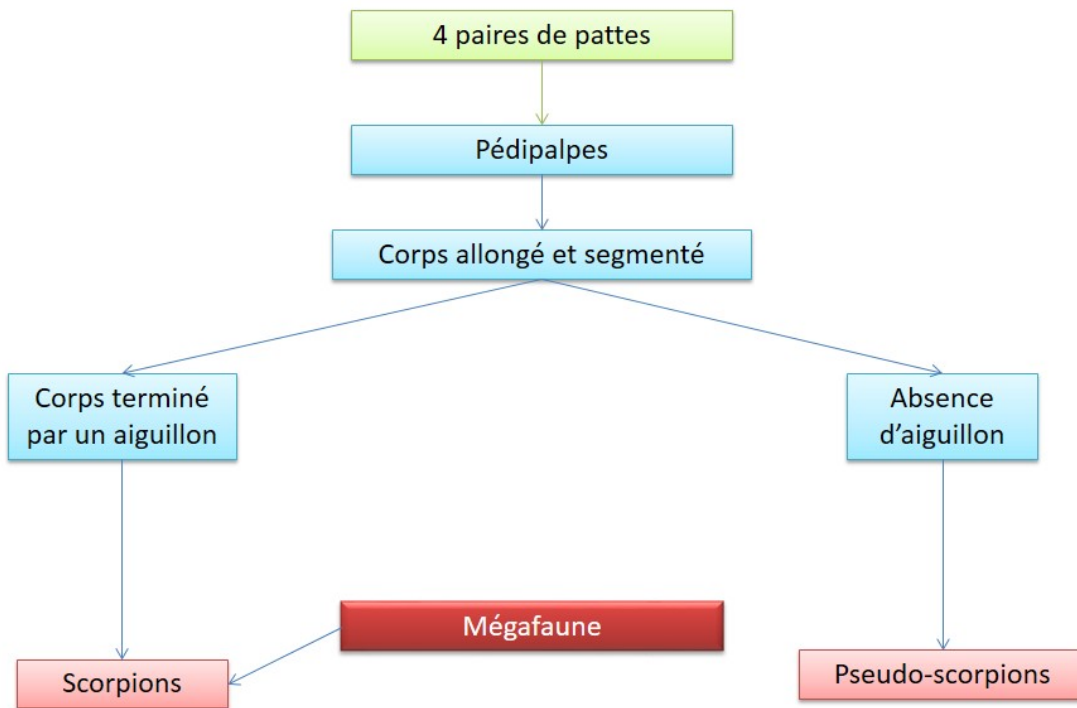 4 paires de pattes
Pédipalpes
Corps allongé et segmenté
Corps terminé
par un aiguillon
Absence
d'aiguillon
Mégafaune
Scorpions
Pseudo-scorpions